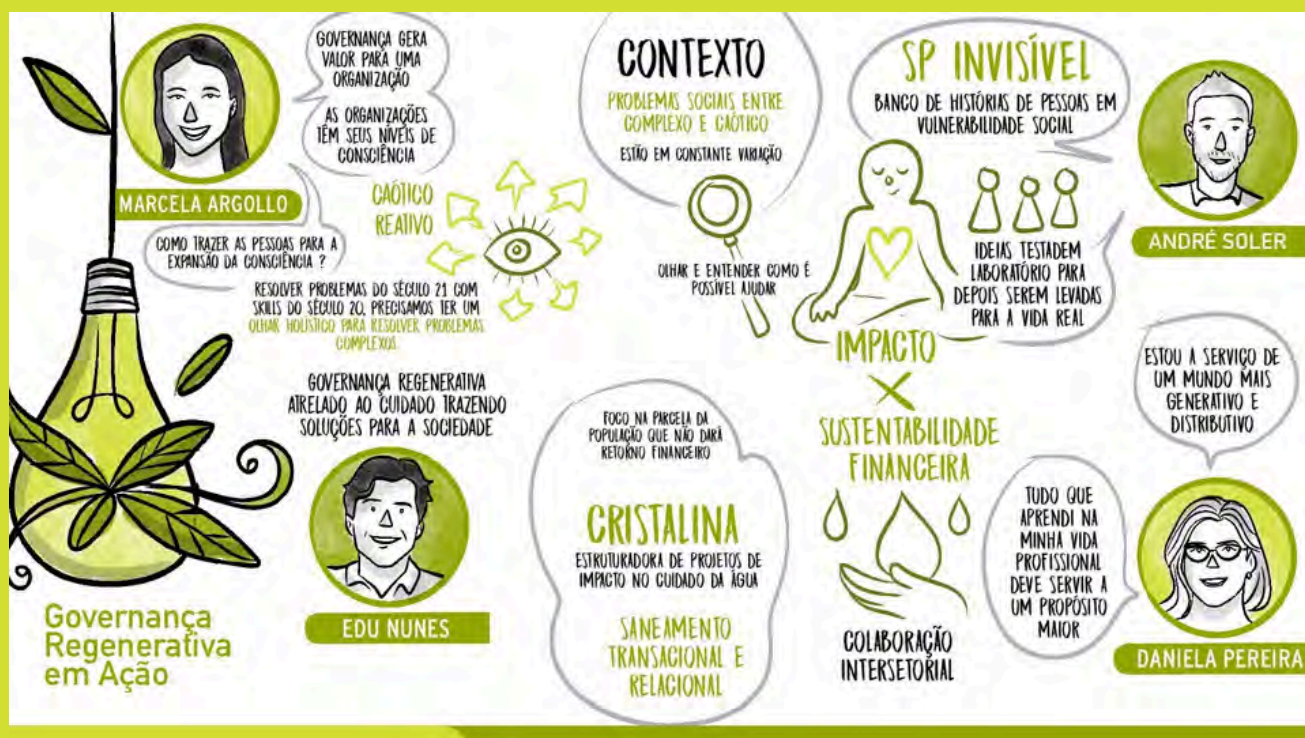 GOVERNANÇA GERA
VALOR PARA UMA
ORGANIZAÇÃO
AS ORGANIZAÇÕES
TÊM SEUS NÍVEIS DE
CONSCIÊNCIA
MARCELA ARGOLLO
CAÓTICO
REATIVO
COMO TRAZER AS PESSOAS PARA A
EXPANSÃO DA CONSCIÊNCIA ?
RESOLVER PROBLEMAS DO SÉCULO 21 COM
SKILLS DO SÉCULO 20, PRECISAMOS TER UM
OLHAR HOLÍSTICO PARA RESOLVER PROBLEMAS
COMPLEXOS
GOVERNANÇA REGENERATIVA
ATRELADO AO CUIDADO TRAZENDO
SOLUÇÕES PARA A SOCIEDADE
EDU NUNES
Governança
Regenerativa
em Ação
CONTEXTO
PROBLEMAS SOCIAIS ENTRE
COMPLEXO E CAÓTICO
ESTÃO EM CONSTANTE VARIAÇÃO
OLHAR E ENTENDER COMO É
POSSÍVEL AJUDAR
SP INVISÍVEL
BANCO DE HISTÓRIAS DE PESSOAS EM
VULNERABILIDADE SOCIAL
ANDRÉ SOLER
IDEIAS TESTADEM
LABORATÓRIO PARA
DEPOIS SEREM LEVADAS
PARA A VIDA REAL
IMPACTO
X
SUSTENTABILIDADE
FINANCEIRA
FOCO NA PARCELA DA
POPULAÇÃO QUE NÃO DARÁ
RETORNO FINANCEIRO
CRISTALINA
ESTRUTURADORA DE PROJETOS DE
IMPACTO NO CUIDADO DA ÁGUA
SANEAMENTO
TRANSACIONAL E
RELACIONAL
COLABORAÇÃO
INTERSETORIAL
ESTOU A SERVIÇO DE
UM MUNDO MAIS
GENERATIVO E
DISTRIBUTIVO
TUDO QUE
APRENDI NA
MINHA VIDA
PROFISSIONAL
DEVE SERVIR A
UM PROPÓSITO
MAIOR
DANIELA PEREIRA